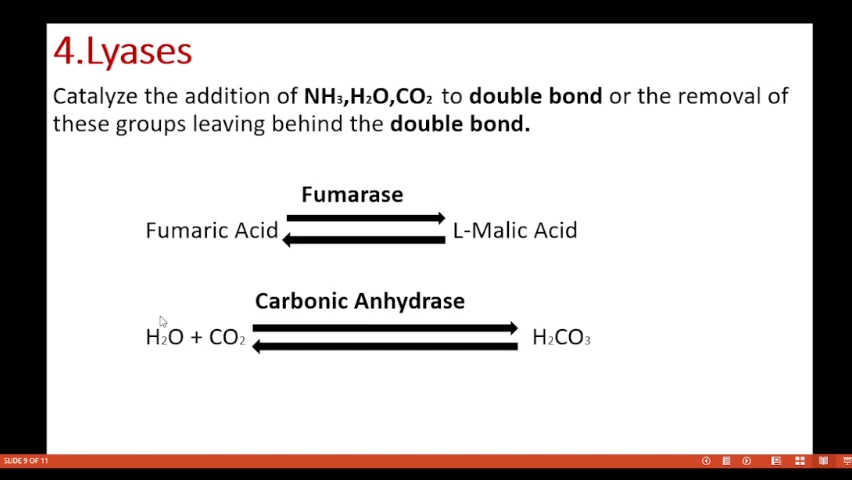 4.Lyases
Catalyze the addition of NH₃,H₂O,CO₂ to double bond or the removal of
these groups leaving behind the double bond.
Fumarase
Fumaric Acid
L-Malic Acid
Carbonic Anhydrase
H₂O + CO₂
H₂CO₃
SLIDE 9 OF 11